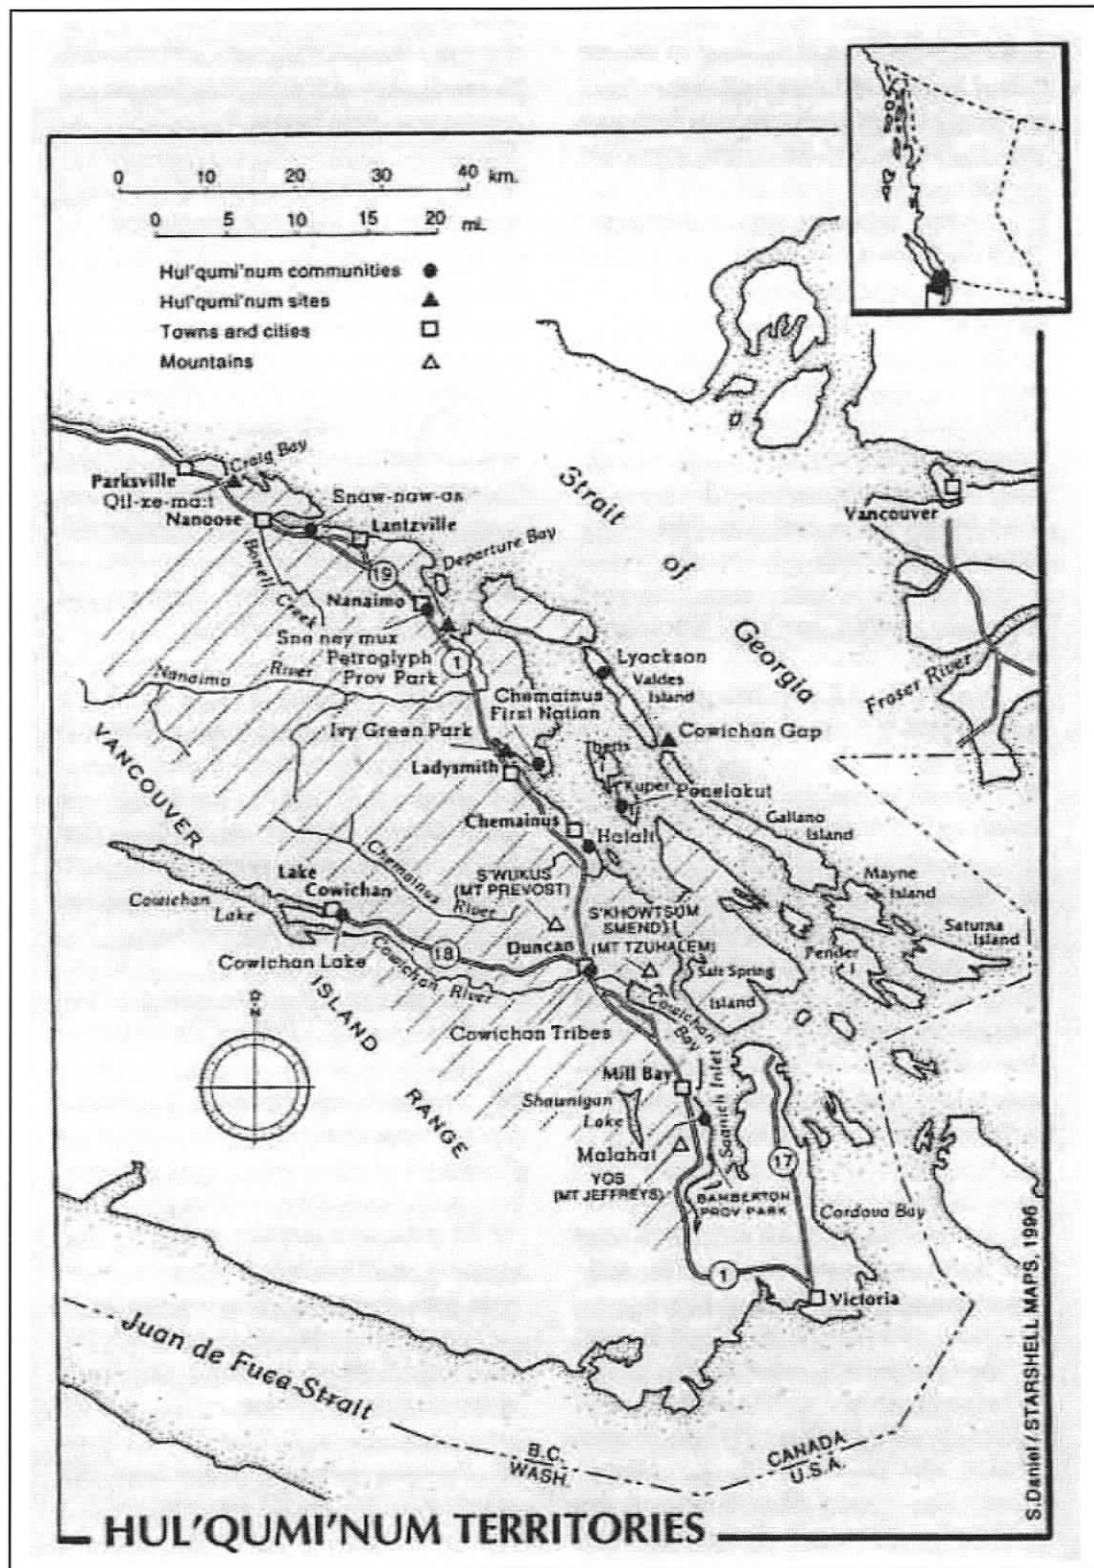 0 10 20 30 40 km.
0 5 10 15 20 mi.
Hul'qumi'num communities
Hul'qumi'num sites
Towns and cities
Mountains
Craig Bay
Parksville
Qil-xe-ma:t
Nanoose
Snaw-naw-as
Lantzville
Bonell
Creek
Departure Bay
19
Nanaimo
Sna ney mux
Petroglyph
Prov Park
1
Nanaimo River
Strait
of
Georgia
Vancouver
Fraser River
Lyackson
Valdes
Island
Chemainus
First Nation
Cowichan Gap
Ivy Green Park
Thetis
Ladysmith
Kuper
Penelakut
VANCOUVER
ISLAND
RANGE
Chemainus
Halalt
Galiano
Island
Chemainus
River
Mayne
Island
S'WUKUS
(MT PREVOST)
Lake
Cowichan
Cowichan
Lake
S'KHOWTSUM
SMEND
(MT TZUHALEM)
Saturna
Island
Pender
I
18
Duncan
Cowichan Lake
Cowichan River
Salt Spring
Island
Cowichan
Bay
Cowichan Tribes
N
Mill Bay
Shawnigan
Lake
Saanich Inlet
Malahat
17
YOS
(MT JEFFREYS)
BAMBERTON
PROV PARK
Cordova Bay
1
Victoria
Juan de Fuca Strait
B.C.
WASH.
CANADA
U.S.A.
S.Daniel / STARSHELL MAPS, 1996
HUL'QUMI'NUM TERRITORIES